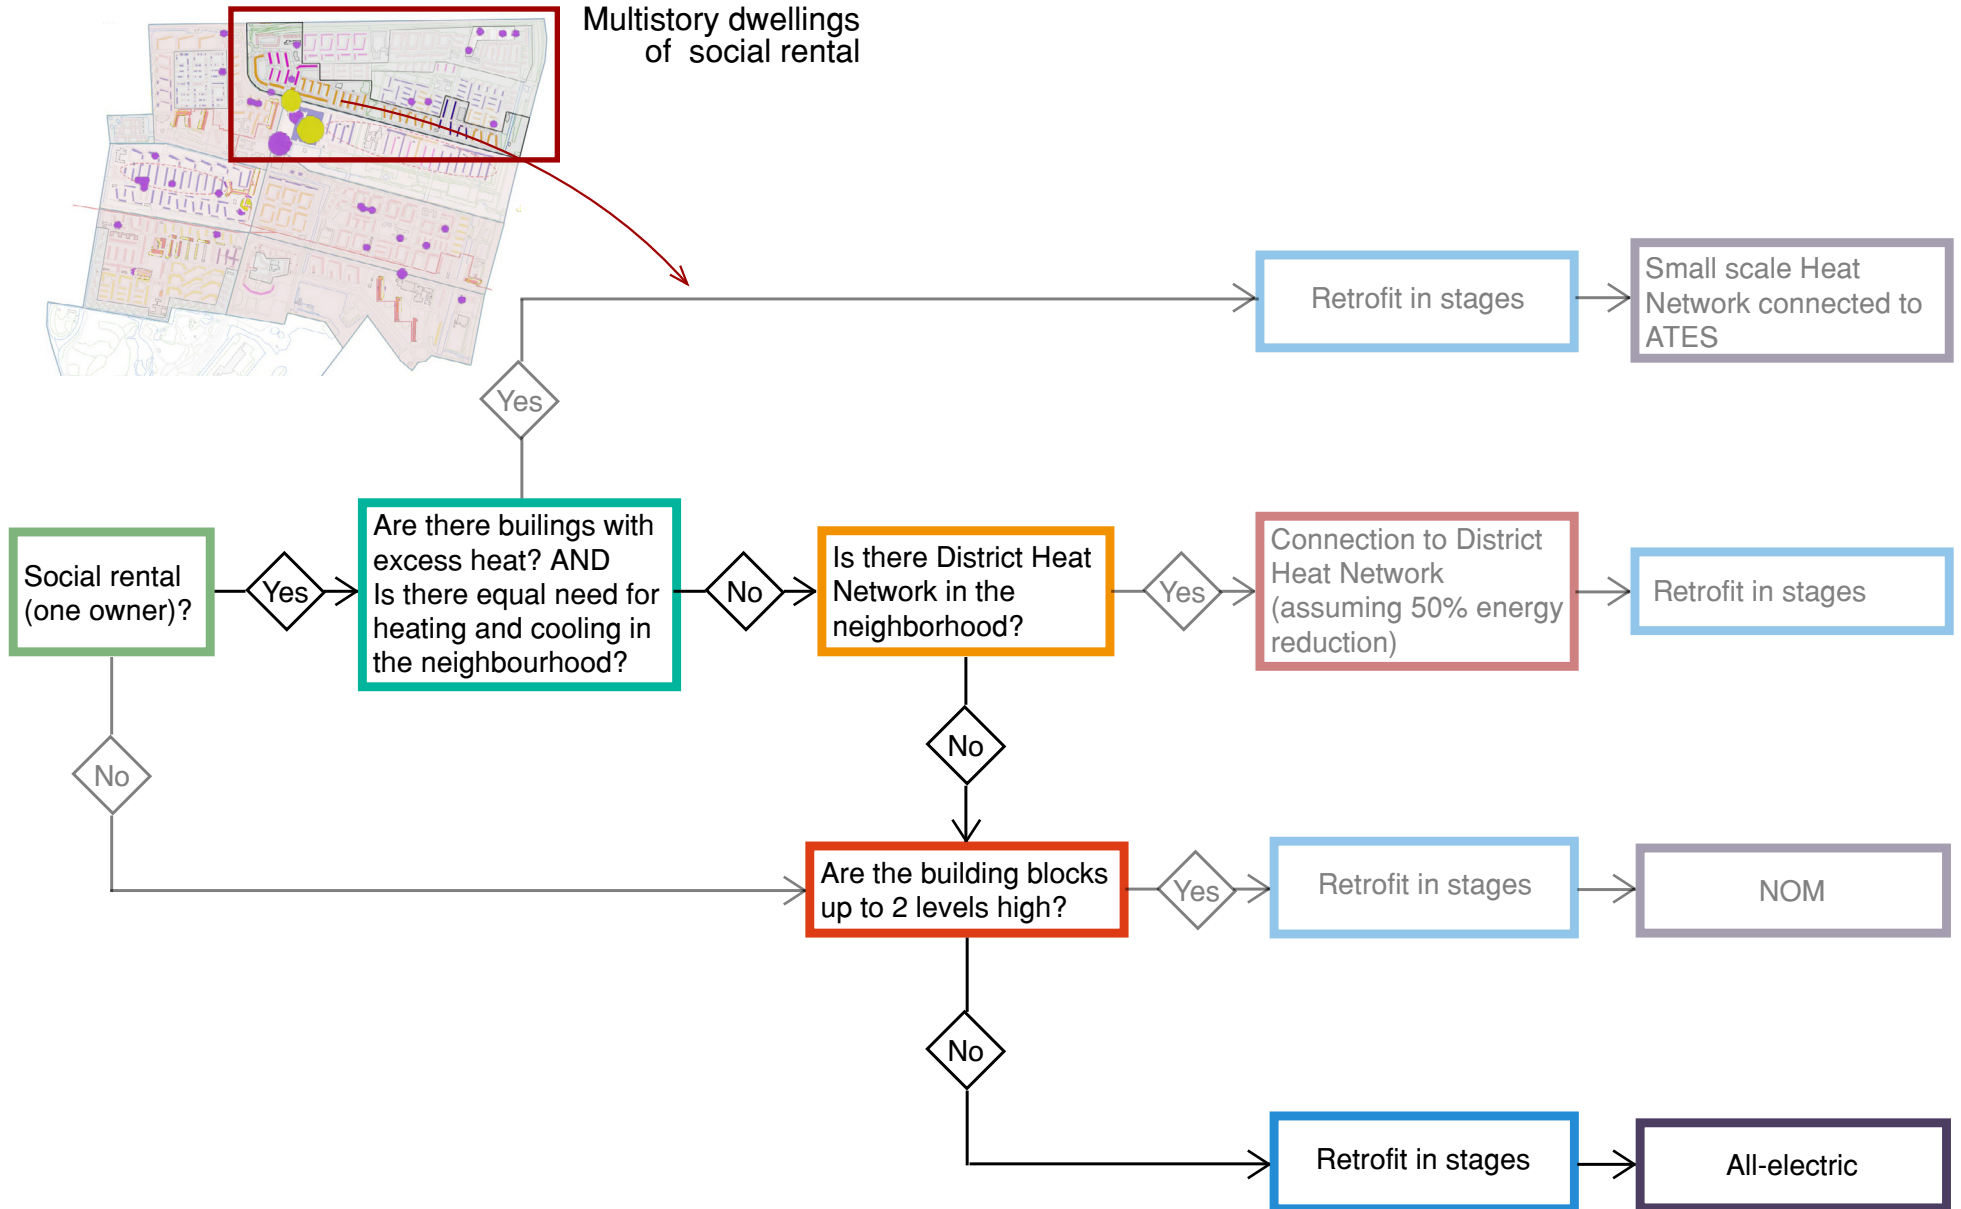 Multistory dwellings
of social rental
Retrofit in stages
Small scale Heat
Network connected to
ATES
Yes
Social rental
(one owner)?
Yes
Are there builings with
excess heat? AND
Is there equal need for
heating and cooling in
the neighbourhood?
No
Is there District Heat
Network in the
neighborhood?
Yes
Connection to District
Heat Network
(assuming 50% energy
reduction)
Retrofit in stages
No
No
Are the building blocks
up to 2 levels high?
Yes
Retrofit in stages
NOM
No
Retrofit in stages
All-electric